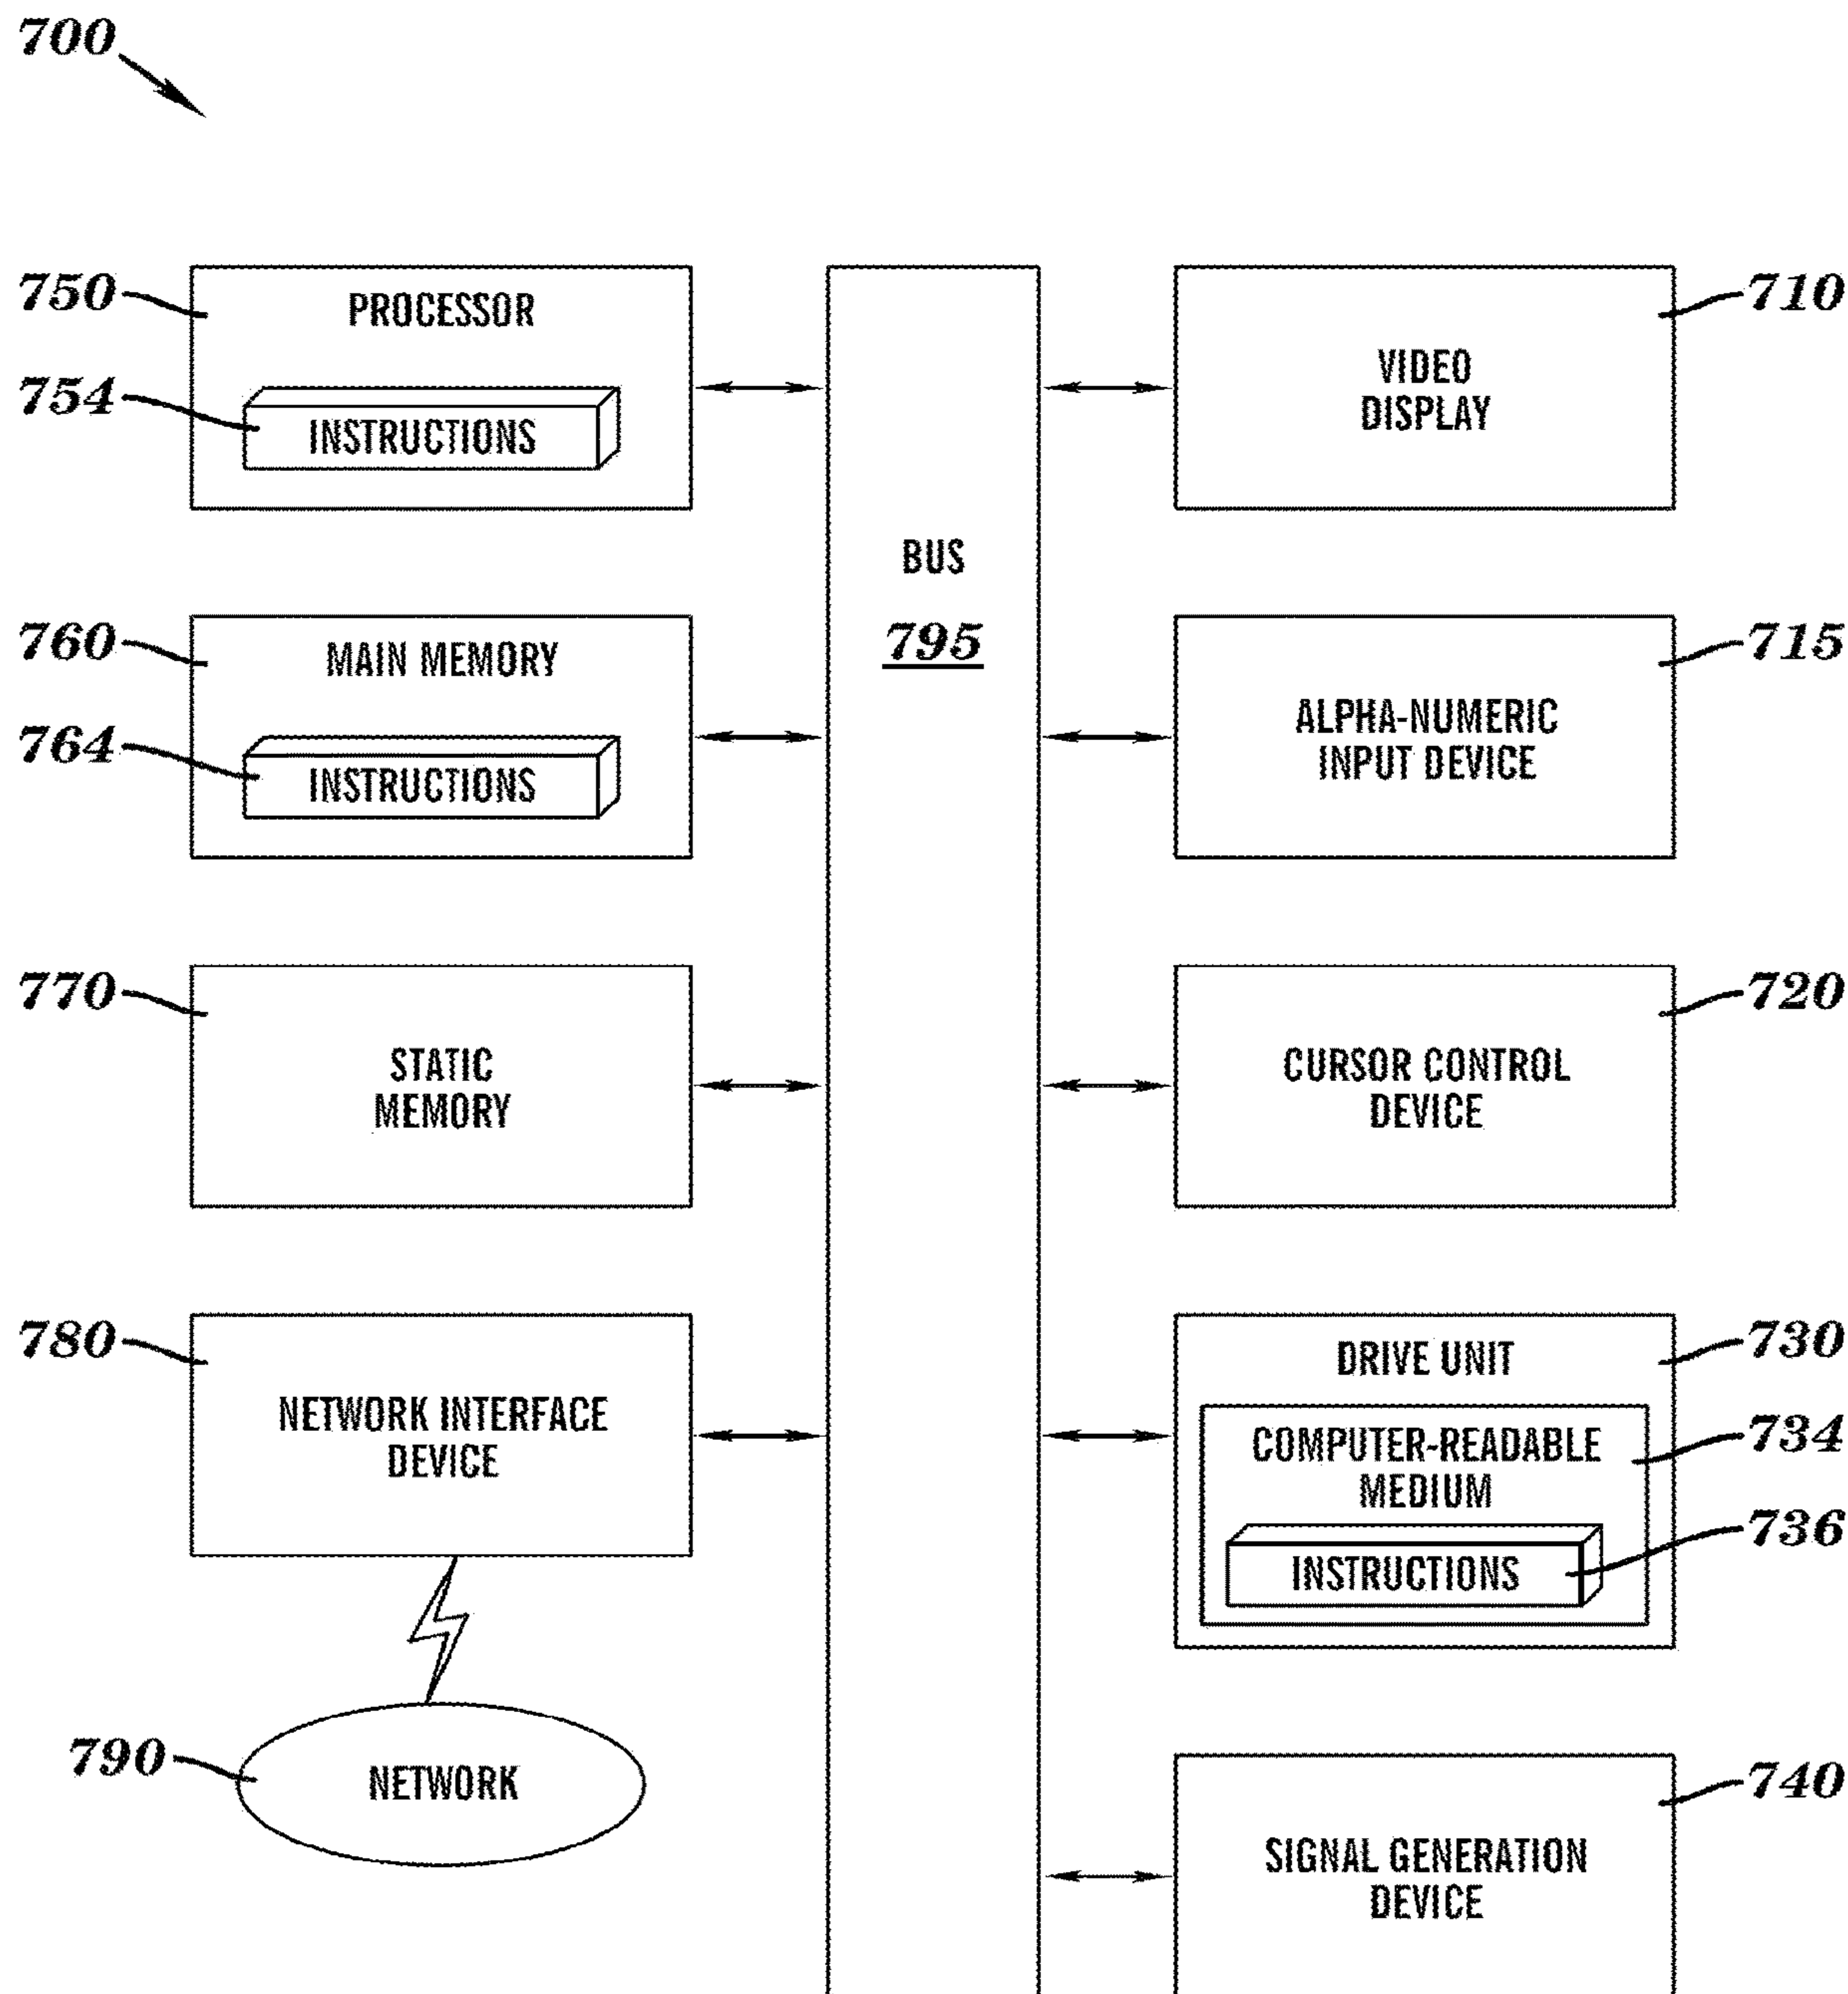 700
750
PROCESSOR
754
INSTRUCTIONS
760
MAIN MEMORY
764
INSTRUCTIONS
770
STATIC
MEMORY
780
NETWORK INTERFACE
DEVICE
790
NETWORK
BUS
795
710
VIDEO
DISPLAY
715
ALPHA-NUMERIC
INPUT DEVICE
720
CURSOR CONTROL
DEVICE
730
DRIVE UNIT
734
COMPUTER-READABLE
MEDIUM
736
INSTRUCTIONS
740
SIGNAL GENERATION
DEVICE